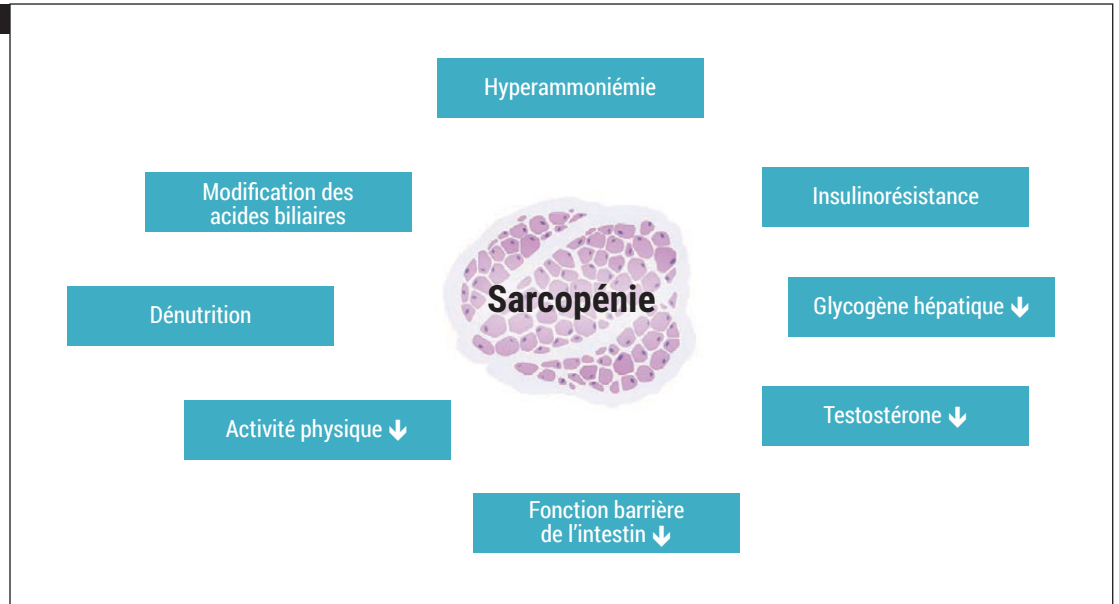 Hyperammoniémie
Modification des
acides biliaires
Insulinorésistance
Sarcopénie
Dénutrition
Glycogène hépatique ↓
Activité physique ↓
Testostérone ↓
Fonction barrière
de l'intestin ↓